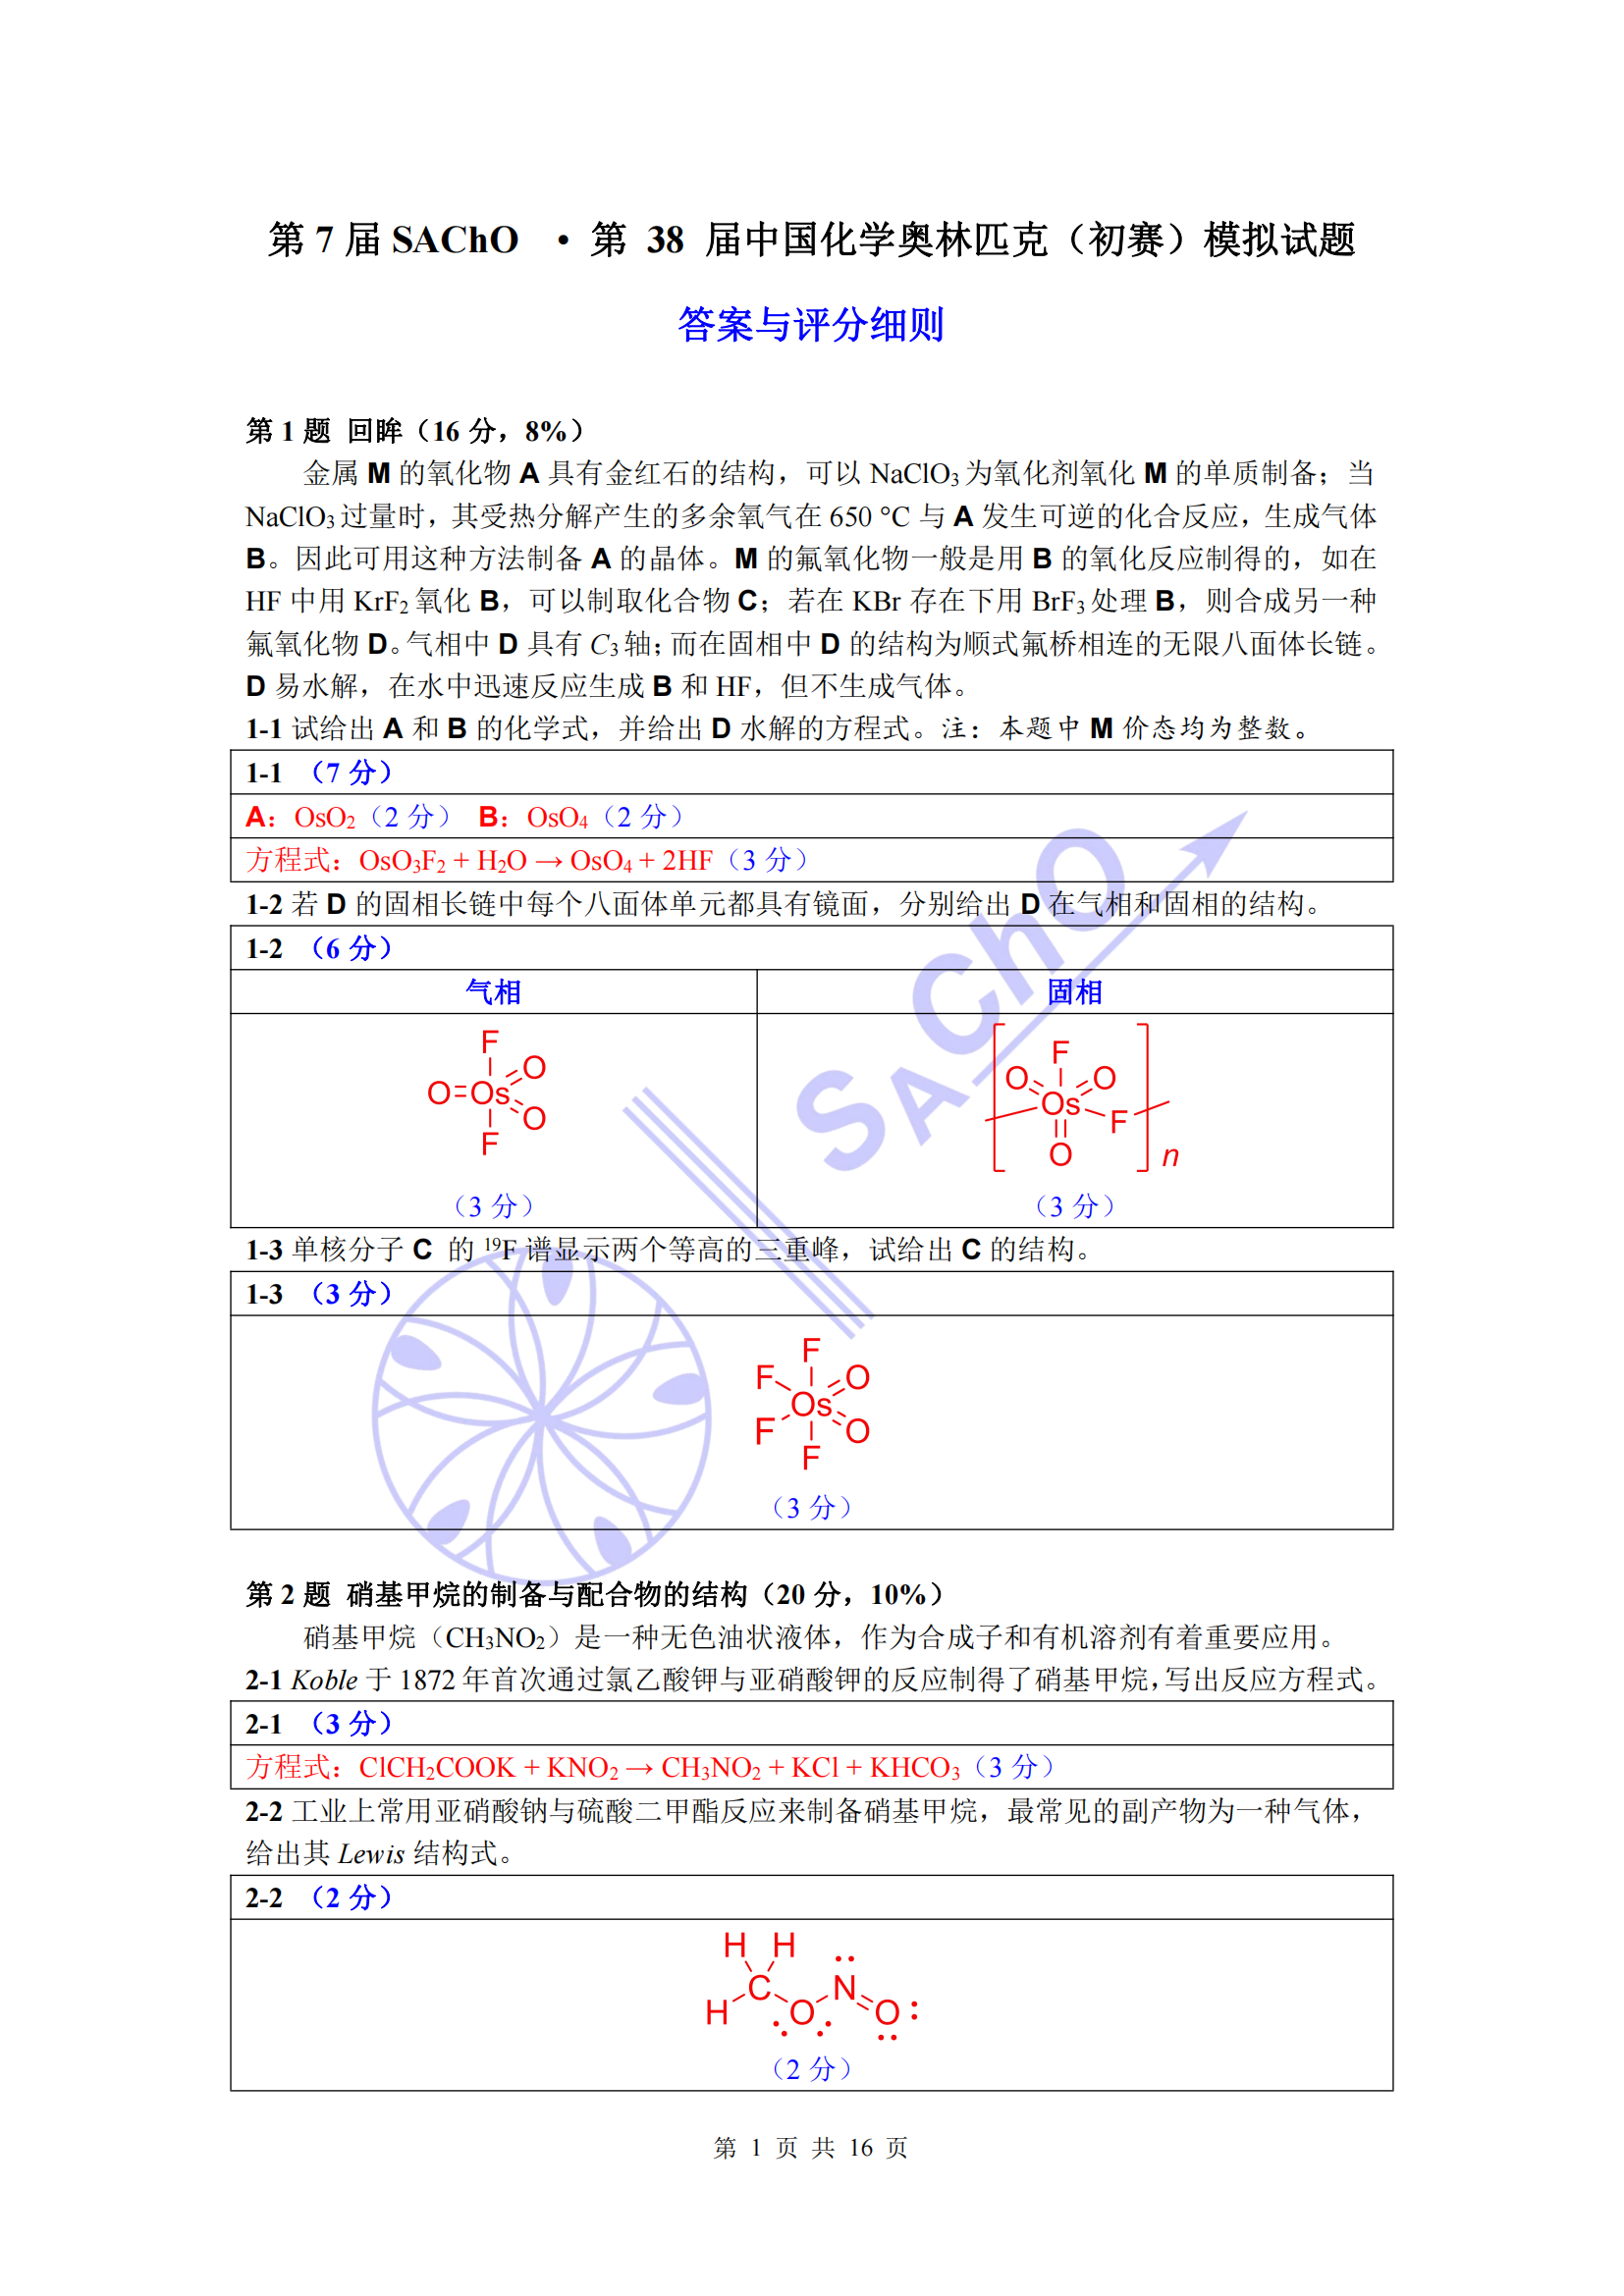 第 7 届 SAChO · 第 38 届中国化学奥林匹克（初赛）模拟试题
答案与评分细则
第 1 题 回眸（16 分，8%）
金属 M 的氧化物 A 具有金红石的结构，可以 NaClO3 为氧化剂氧化 M 的单质制备；当
NaClO3 过量时，其受热分解产生的多余氧气在 650 °C 与 A 发生可逆的化合反应，生成气体
B。因此可用这种方法制备 A 的晶体。M 的氟氧化物一般是用 B 的氧化反应制得的，如在
HF 中用 KrF2 氧化 B，可以制取化合物 C；若在 KBr 存在下用 BrF3 处理 B，则合成另一种
氟氧化物 D。气相中 D 具有 C3 轴；而在固相中 D 的结构为顺式氟桥相连的无限八面体长链。
D 易水解，在水中迅速反应生成 B 和 HF，但不生成气体。
1-1 试给出 A 和 B 的化学式，并给出 D 水解的方程式。注：本题中 M 价态均为整数。
1-1 （7 分）
A：OsO2（2 分） B：OsO4（2 分）
方程式：OsO3F2 + H2O → OsO4 + 2HF（3 分）
1-2 若 D 的固相长链中每个八面体单元都具有镜面，分别给出 D 在气相和固相的结构。
1-2 （6 分）
气相 固相
F
O=Os O
O
F
F
O O
Os F
O
n
（3 分） （3 分）
1-3 单核分子 C 的 19F 谱显示两个等高的三重峰，试给出 C 的结构。
1-3 （3 分）
F
F O
Os
F O
F
（3 分）
SAChO
第 2 题 硝基甲烷的制备与配合物的结构（20 分，10%）
硝基甲烷（CH3NO2）是一种无色油状液体，作为合成子和有机溶剂有着重要应用。
2-1 Koble 于 1872 年首次通过氯乙酸钾与亚硝酸钾的反应制得了硝基甲烷，写出反应方程式。
2-1 （3 分）
方程式：ClCH2COOK + KNO2 → CH3NO2 + KCl + KHCO3（3 分）
2-2 工业上常用亚硝酸钠与硫酸二甲酯反应来制备硝基甲烷，最常见的副产物为一种气体，
给出其 Lewis 结构式。
2-2 （2 分）
H H
C N
H O O
（2 分）
第 1 页 共 16 页